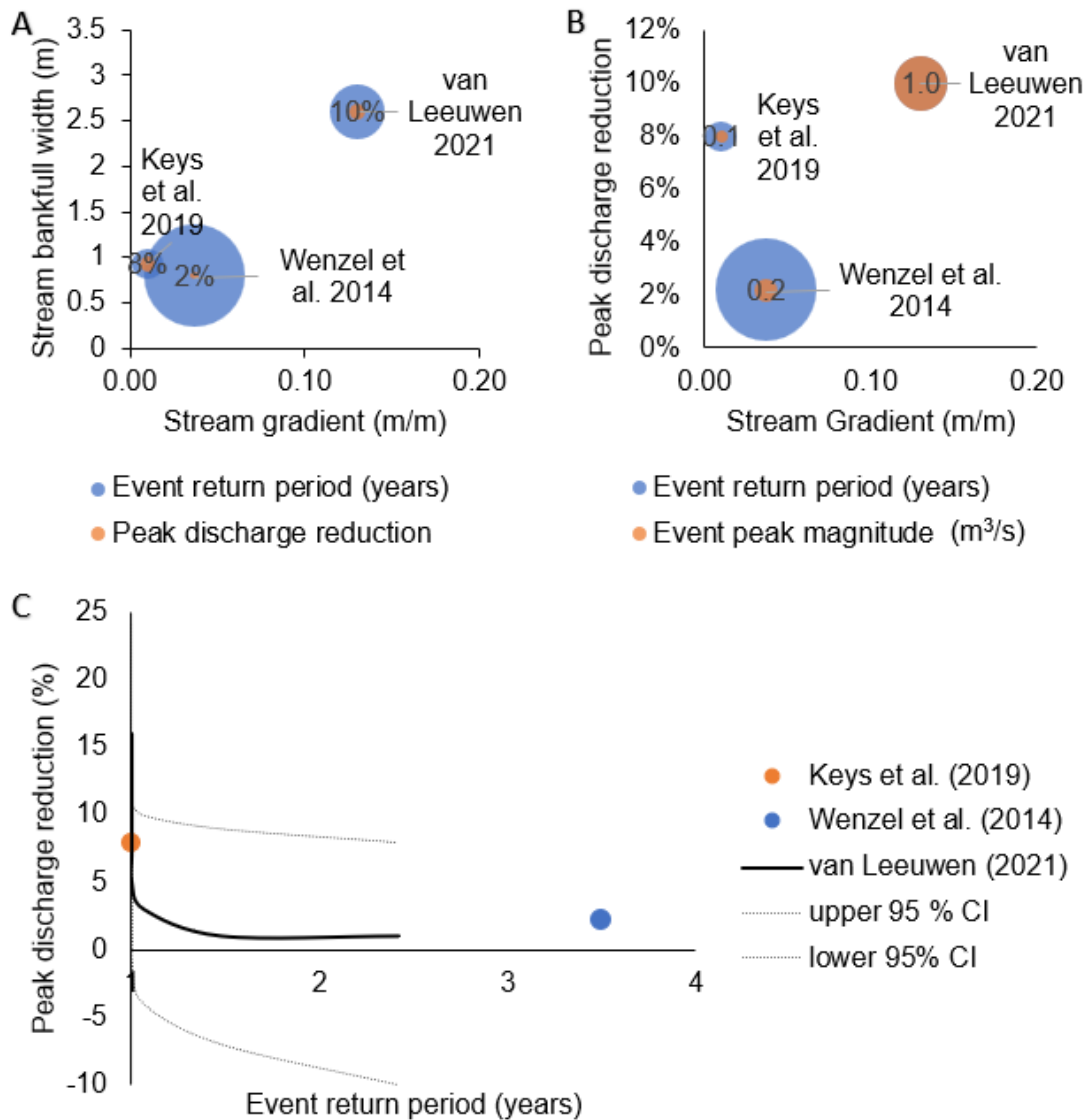 A
Stream bankfull width (m)
3.5
3
2.5
2
1.5
1
0.5
0
0.00
0.10
0.20
Stream gradient (m/m)
10%
van
Leeuwen
2021
Keys
et al.
2019
8%
2%
Wenzel et
al. 2014
Event return period (years)
Peak discharge reduction
B
Peak discharge reduction
12%
10%
8%
6%
4%
2%
0%
0.00
0.10
0.20
Stream Gradient (m/m)
1.0
van
Leeuwen
2021
0.1
Keys
et al.
2019
0.2
Wenzel et al.
2014
Event return period (years)
Event peak magnitude (m³/s)
C
Peak discharge reduction (%)
25
20
15
10
5
0
-5
-10
1
2
3
4
Event return period (years)
Keys et al. (2019)
Wenzel et al. (2014)
van Leeuwen (2021)
upper 95 % CI
lower 95% CI